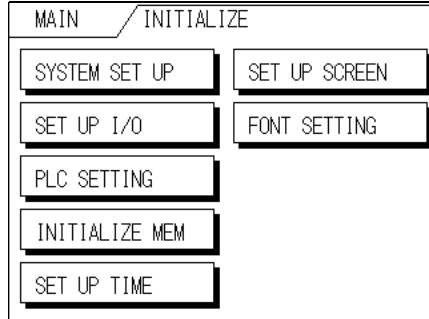 MAIN INITIALIZE
SYSTEM SET UP
SET UP SCREEN
SET UP I/O
FONT SETTING
PLC SETTING
INITIALIZE MEM
SET UP TIME